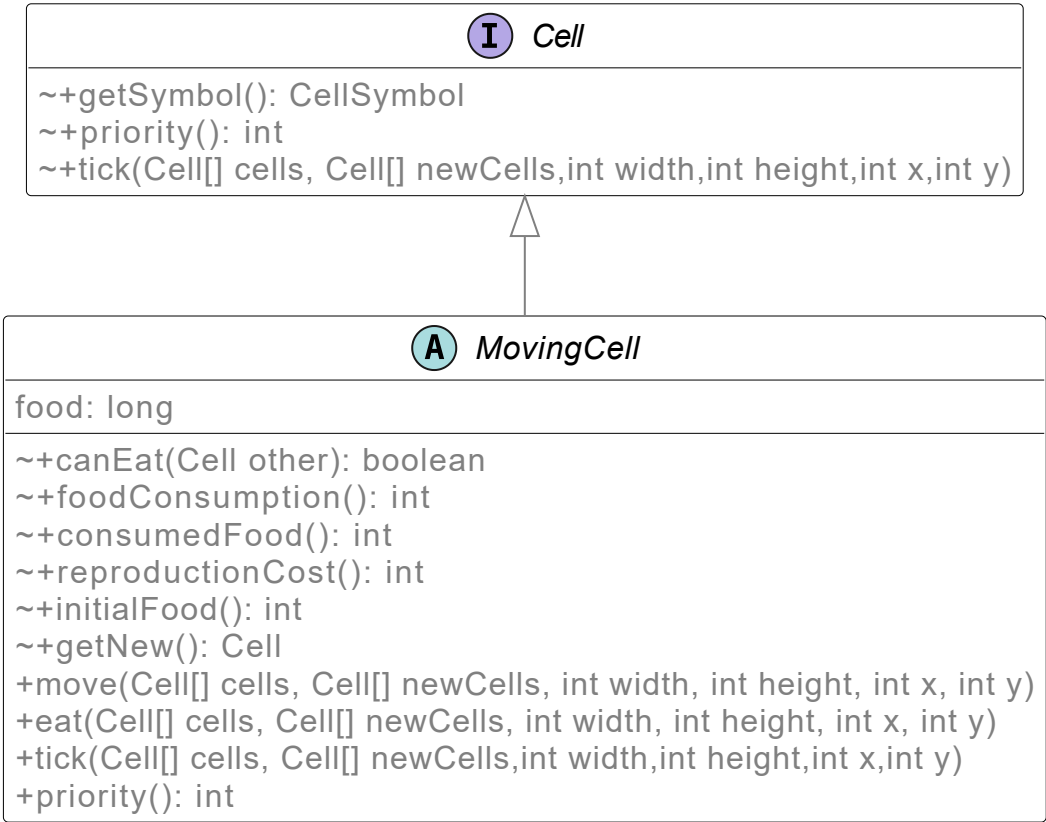 I Cell
~+getSymbol(): CellSymbol
~+priority(): int
~+tick(Cell[] cells, Cell[] newCells,int width,int height,int x,int y)
A MovingCell
food: long
~+canEat(Cell other): boolean
~+foodConsumption(): int
~+consumedFood(): int
~+reproductionCost(): int
~+initialFood(): int
~+getNew(): Cell
+move(Cell[] cells, Cell[] newCells, int width, int height, int x, int y)
+eat(Cell[] cells, Cell[] newCells, int width, int height, int x, int y)
+tick(Cell[] cells, Cell[] newCells,int width,int height,int x,int y)
+priority(): int